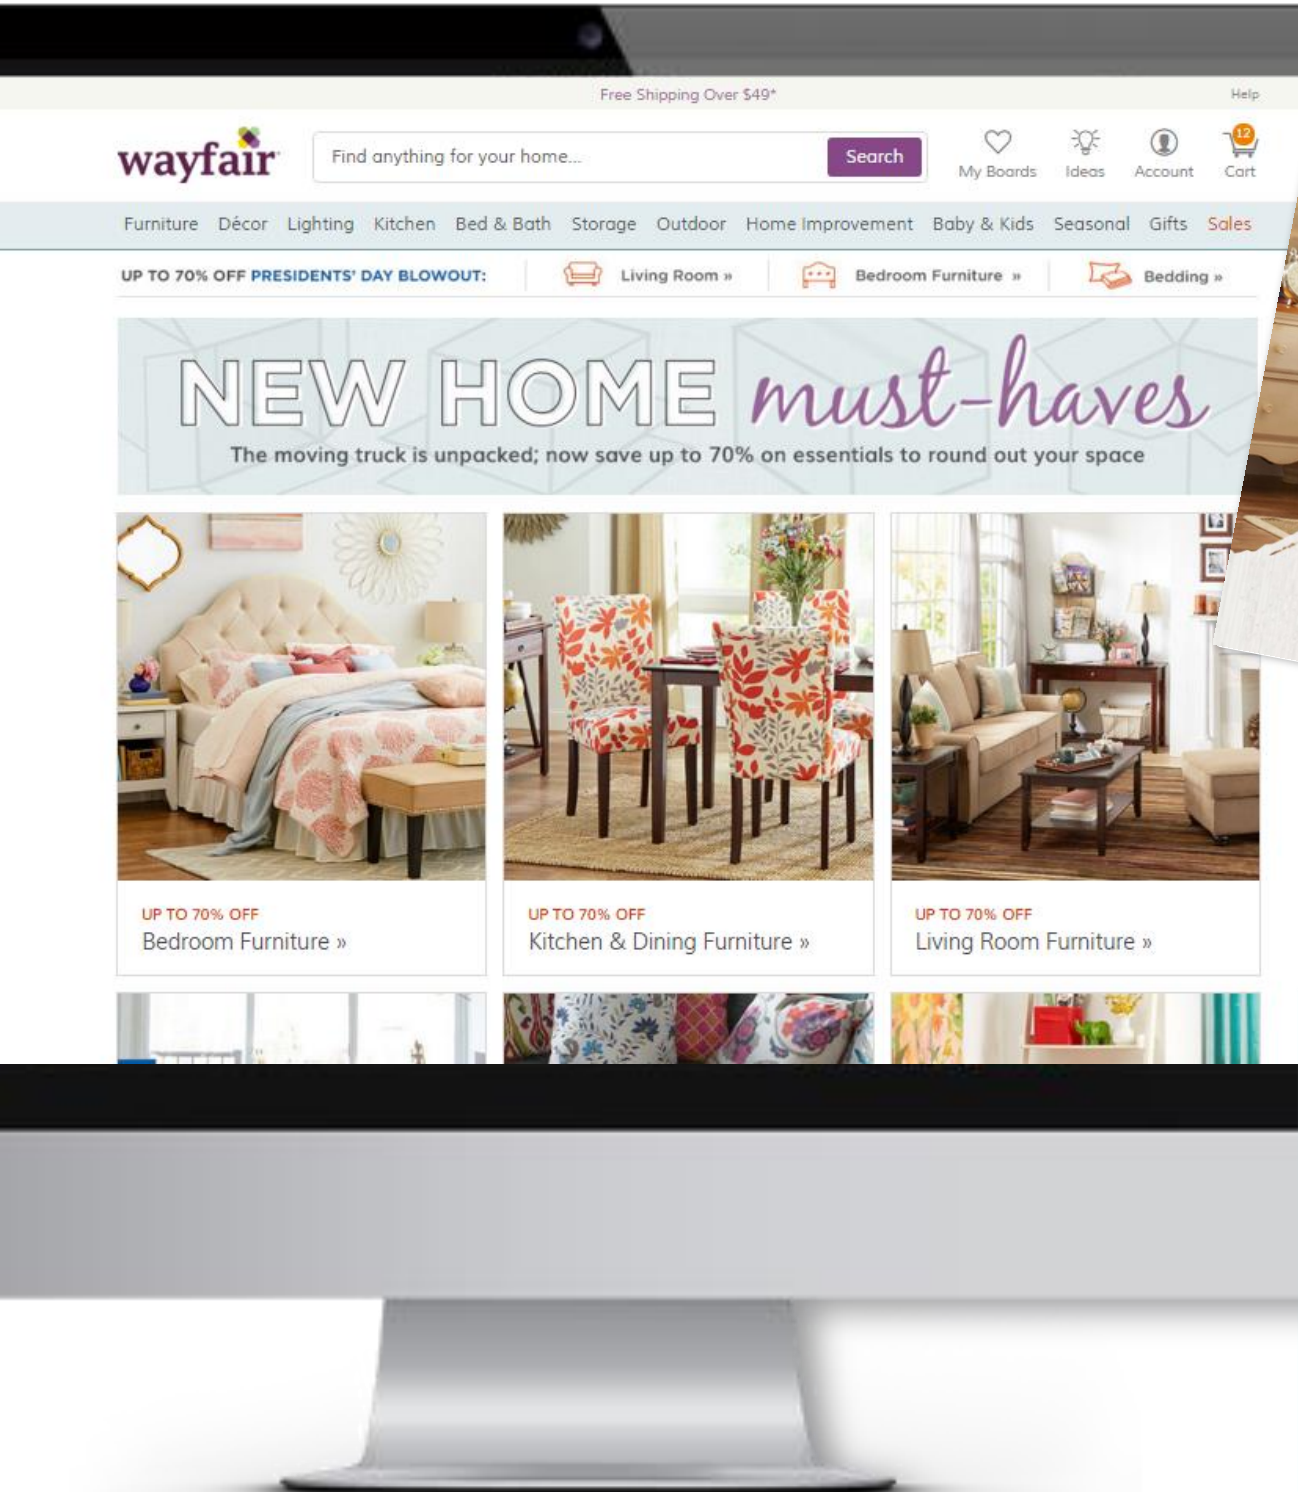 Free Shipping Over $49*
Help
wayfair
Find anything for your home...
Search
My Boards
Ideas
Account
12
Cart
Furniture Décor Lighting Kitchen Bed & Bath Storage Outdoor Home Improvement Baby & Kids Seasonal Gifts Sales
UP TO 70% OFF PRESIDENTS' DAY BLOWOUT: Living Room » Bedroom Furniture » Bedding »
NEW HOME must-haves
The moving truck is unpacked; now save up to 70% on essentials to round out your space
UP TO 70% OFF
Bedroom Furniture »
UP TO 70% OFF
Kitchen & Dining Furniture »
UP TO 70% OFF
Living Room Furniture »